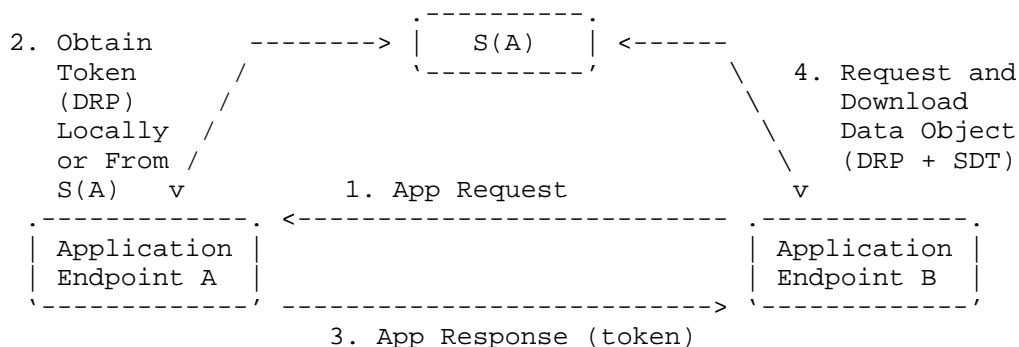 S(A)
2. Obtain
Token
(DRP)
Locally
or From
S(A)
4. Request and
Download
Data Object
(DRP + SDT)
1. App Request
Application
Endpoint A
Application
Endpoint B
3. App Response (token)